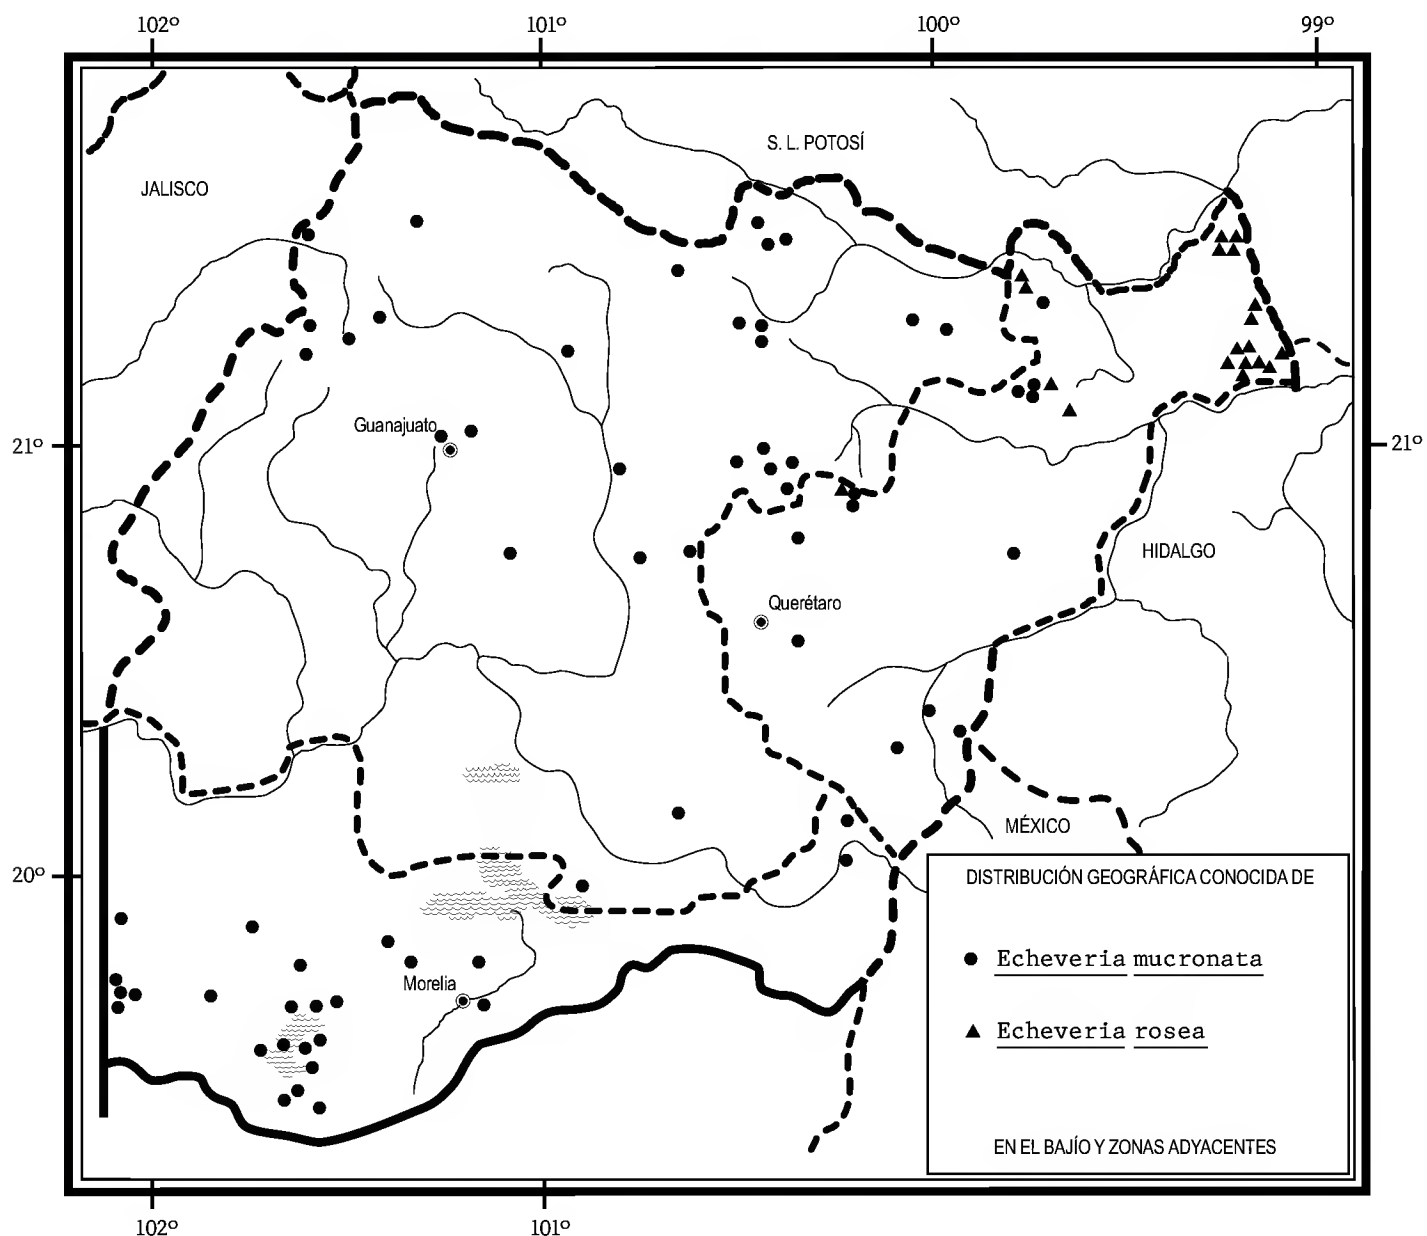 102º 101º 100º 99º
S. L. POTOSÍ
JALISCO
Guanajuato
21º 21º
HIDALGO
Querétaro
MÉXICO
20º
DISTRIBUCIÓN GEOGRÁFICA CONOCIDA DE
Echeveria mucronata
Morelia
Echeveria rosea
EN EL BAJÍO Y ZONAS ADYACENTES
102º 101º